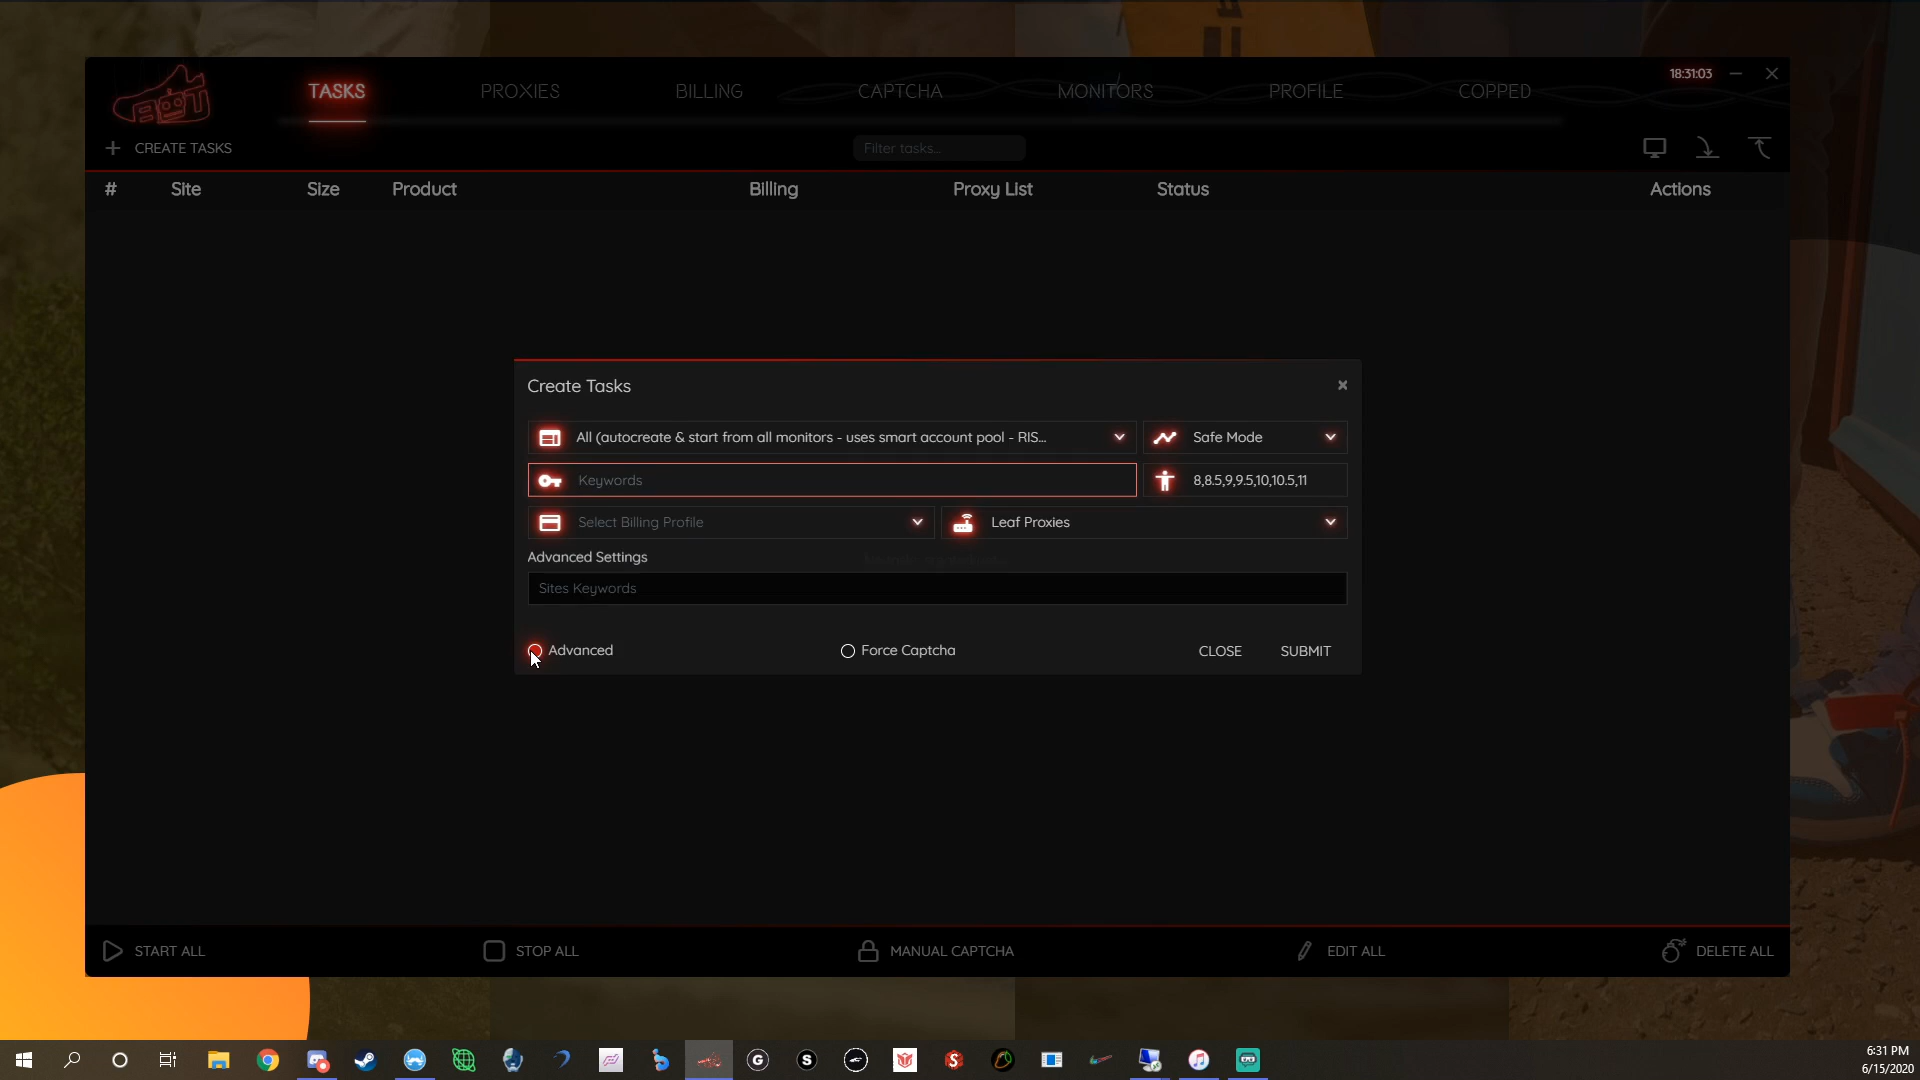 TASKS
PROXIES
BILLING
CAPTCHA
MONITORS
PROFILE
COPPED
18:31:03
CREATE TASKS
Filter tasks...
# Site Size Product Billing Proxy List Status Actions
Create Tasks
All (autocreate & start from all monitors - uses smart account pool - RIS...
Safe Mode
Keywords
8,8.5,9,9.5,10,10.5,11
Select Billing Profile
Leaf Proxies
Advanced Settings
Sites Keywords
Advanced
Force Captcha
CLOSE
SUBMIT
START ALL
STOP ALL
MANUAL CAPTCHA
EDIT ALL
DELETE ALL
6:31 PM
6/15/2020